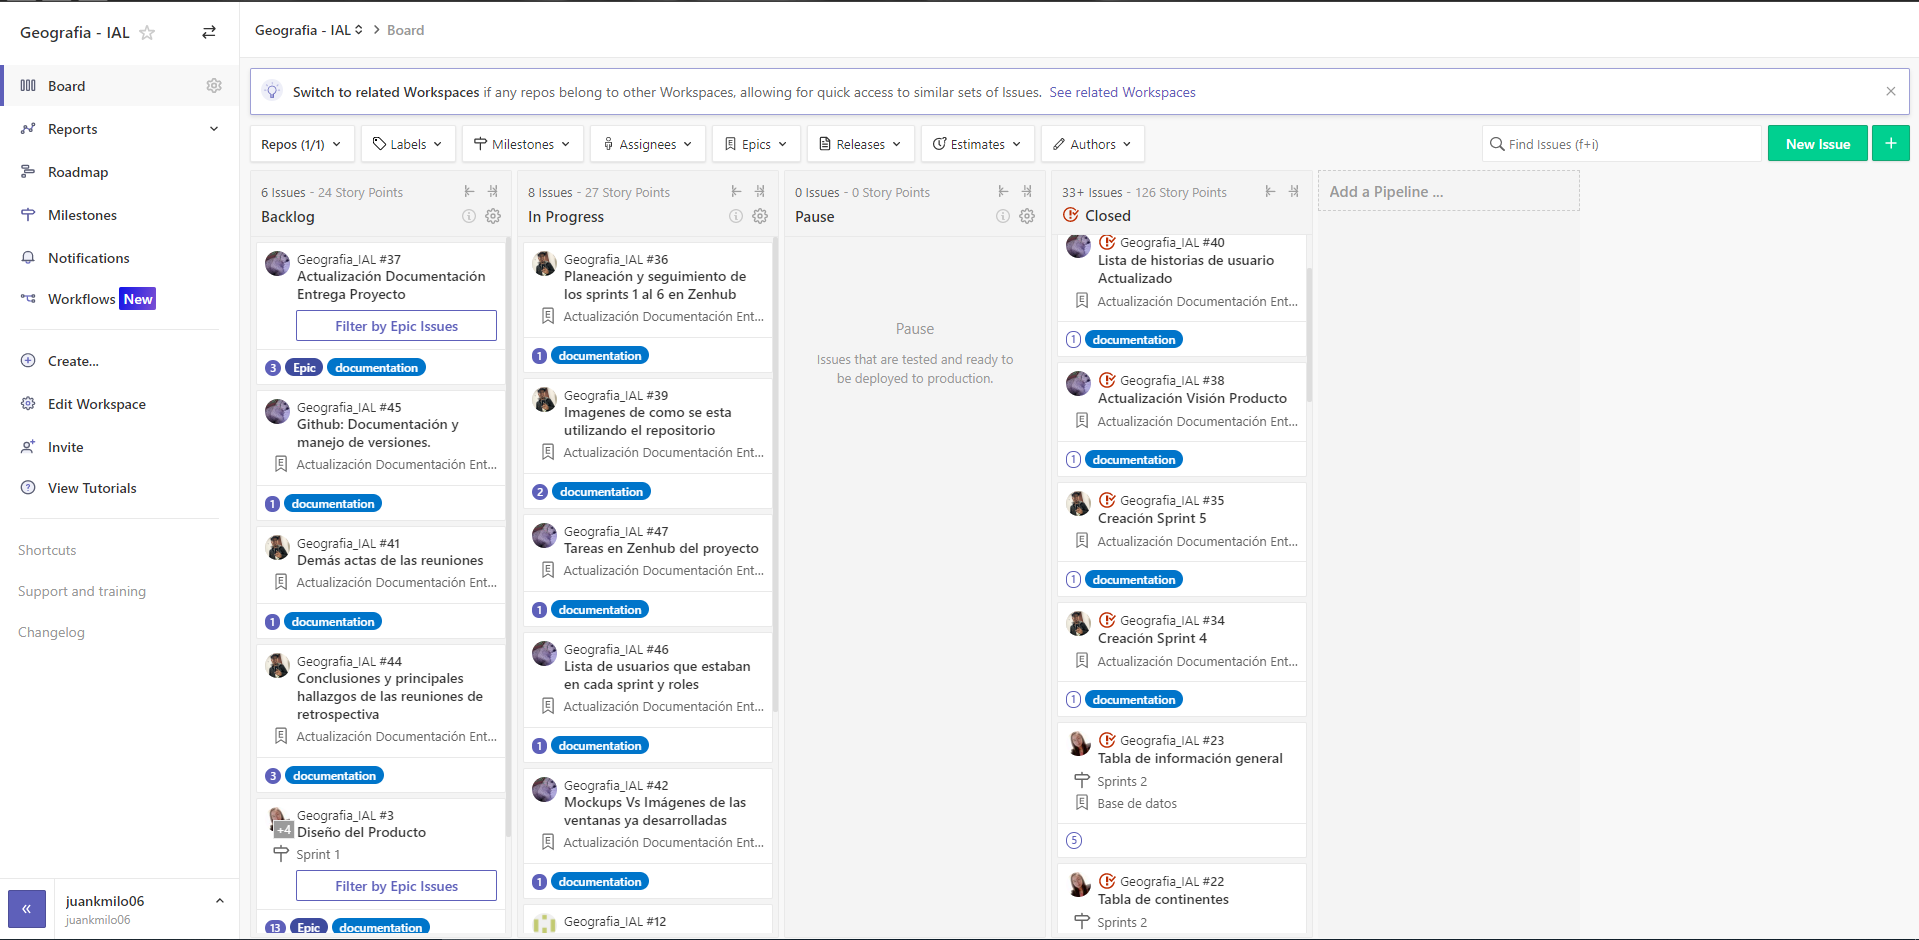 Geografia - IAL
Board
Reports
Roadmap
Milestones
Notifications
Workflows New
Create...
Edit Workspace
Invite
View Tutorials
Shortcuts
Support and training
Changelog
«
juankmilo06
juankmilo06
Geografia - IAL > Board
Switch to related Workspaces if any repos belong to other Workspaces, allowing for quick access to similar sets of Issues. See related Workspaces
Repos (1/1) Labels Milestones Assignees Epics Releases Estimates Authors
Find Issues (f+i)
New Issue
+
6 Issues - 24 Story Points
Backlog
Geografia_IAL #37
Actualización Documentación
Entrega Proyecto
Filter by Epic Issues
3 Epic documentation
Geografia_IAL #45
Github: Documentación y
manejo de versiones.
Actualización Documentación Ent...
1 documentation
Geografia_IAL #41
Demás actas de las reuniones
Actualización Documentación Ent...
1 documentation
Geografia_IAL #44
Conclusiones y principales
hallazgos de las reuniones de
retrospectiva
Actualización Documentación Ent...
3 documentation
+4
Geografia_IAL #3
Diseño del Producto
Sprint 1
Filter by Epic Issues
13 Epic documentation
8 Issues - 27 Story Points
In Progress
Geografia_IAL #36
Planeación y seguimiento de
los sprints 1 al 6 en Zenhub
Actualización Documentación Ent...
1 documentation
Geografia_IAL #39
Imagenes de como se esta
utilizando el repositorio
Actualización Documentación Ent...
2 documentation
Geografia_IAL #47
Tareas en Zenhub del proyecto
Actualización Documentación Ent...
1 documentation
Geografia_IAL #46
Lista de usuarios que estaban
en cada sprint y roles
Actualización Documentación Ent...
1 documentation
Geografia_IAL #42
Mockups Vs Imágenes de las
ventanas ya desarrolladas
Actualización Documentación Ent...
1 documentation
Geografia_IAL #12
0 Issues - 0 Story Points
Pause
Pause
Issues that are tested and ready to
be deployed to production.
33+ Issues - 126 Story Points
Closed
Geografia_IAL #40
Lista de historias de usuario
Actualizado
Actualización Documentación Ent...
1 documentation
Geografia_IAL #38
Actualización Visión Producto
Actualización Documentación Ent...
1 documentation
Geografia_IAL #35
Creación Sprint 5
Actualización Documentación Ent...
1 documentation
Geografia_IAL #34
Creación Sprint 4
Actualización Documentación Ent...
1 documentation
Geografia_IAL #23
Tabla de información general
Sprints 2
Base de datos
5
Geografia_IAL #22
Tabla de continentes
Sprints 2
Add a Pipeline ...